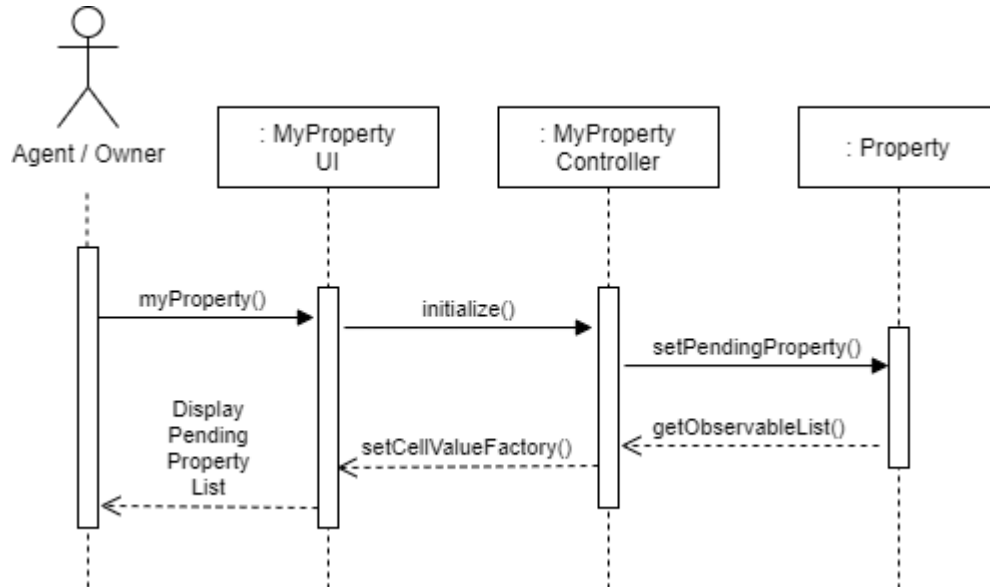 Agent / Owner
: MyProperty
UI
: MyProperty
Controller
: Property
myProperty()
initialize()
setPendingProperty()
getObservableList()
setCellValueFactory()
Display
Pending
Property
List